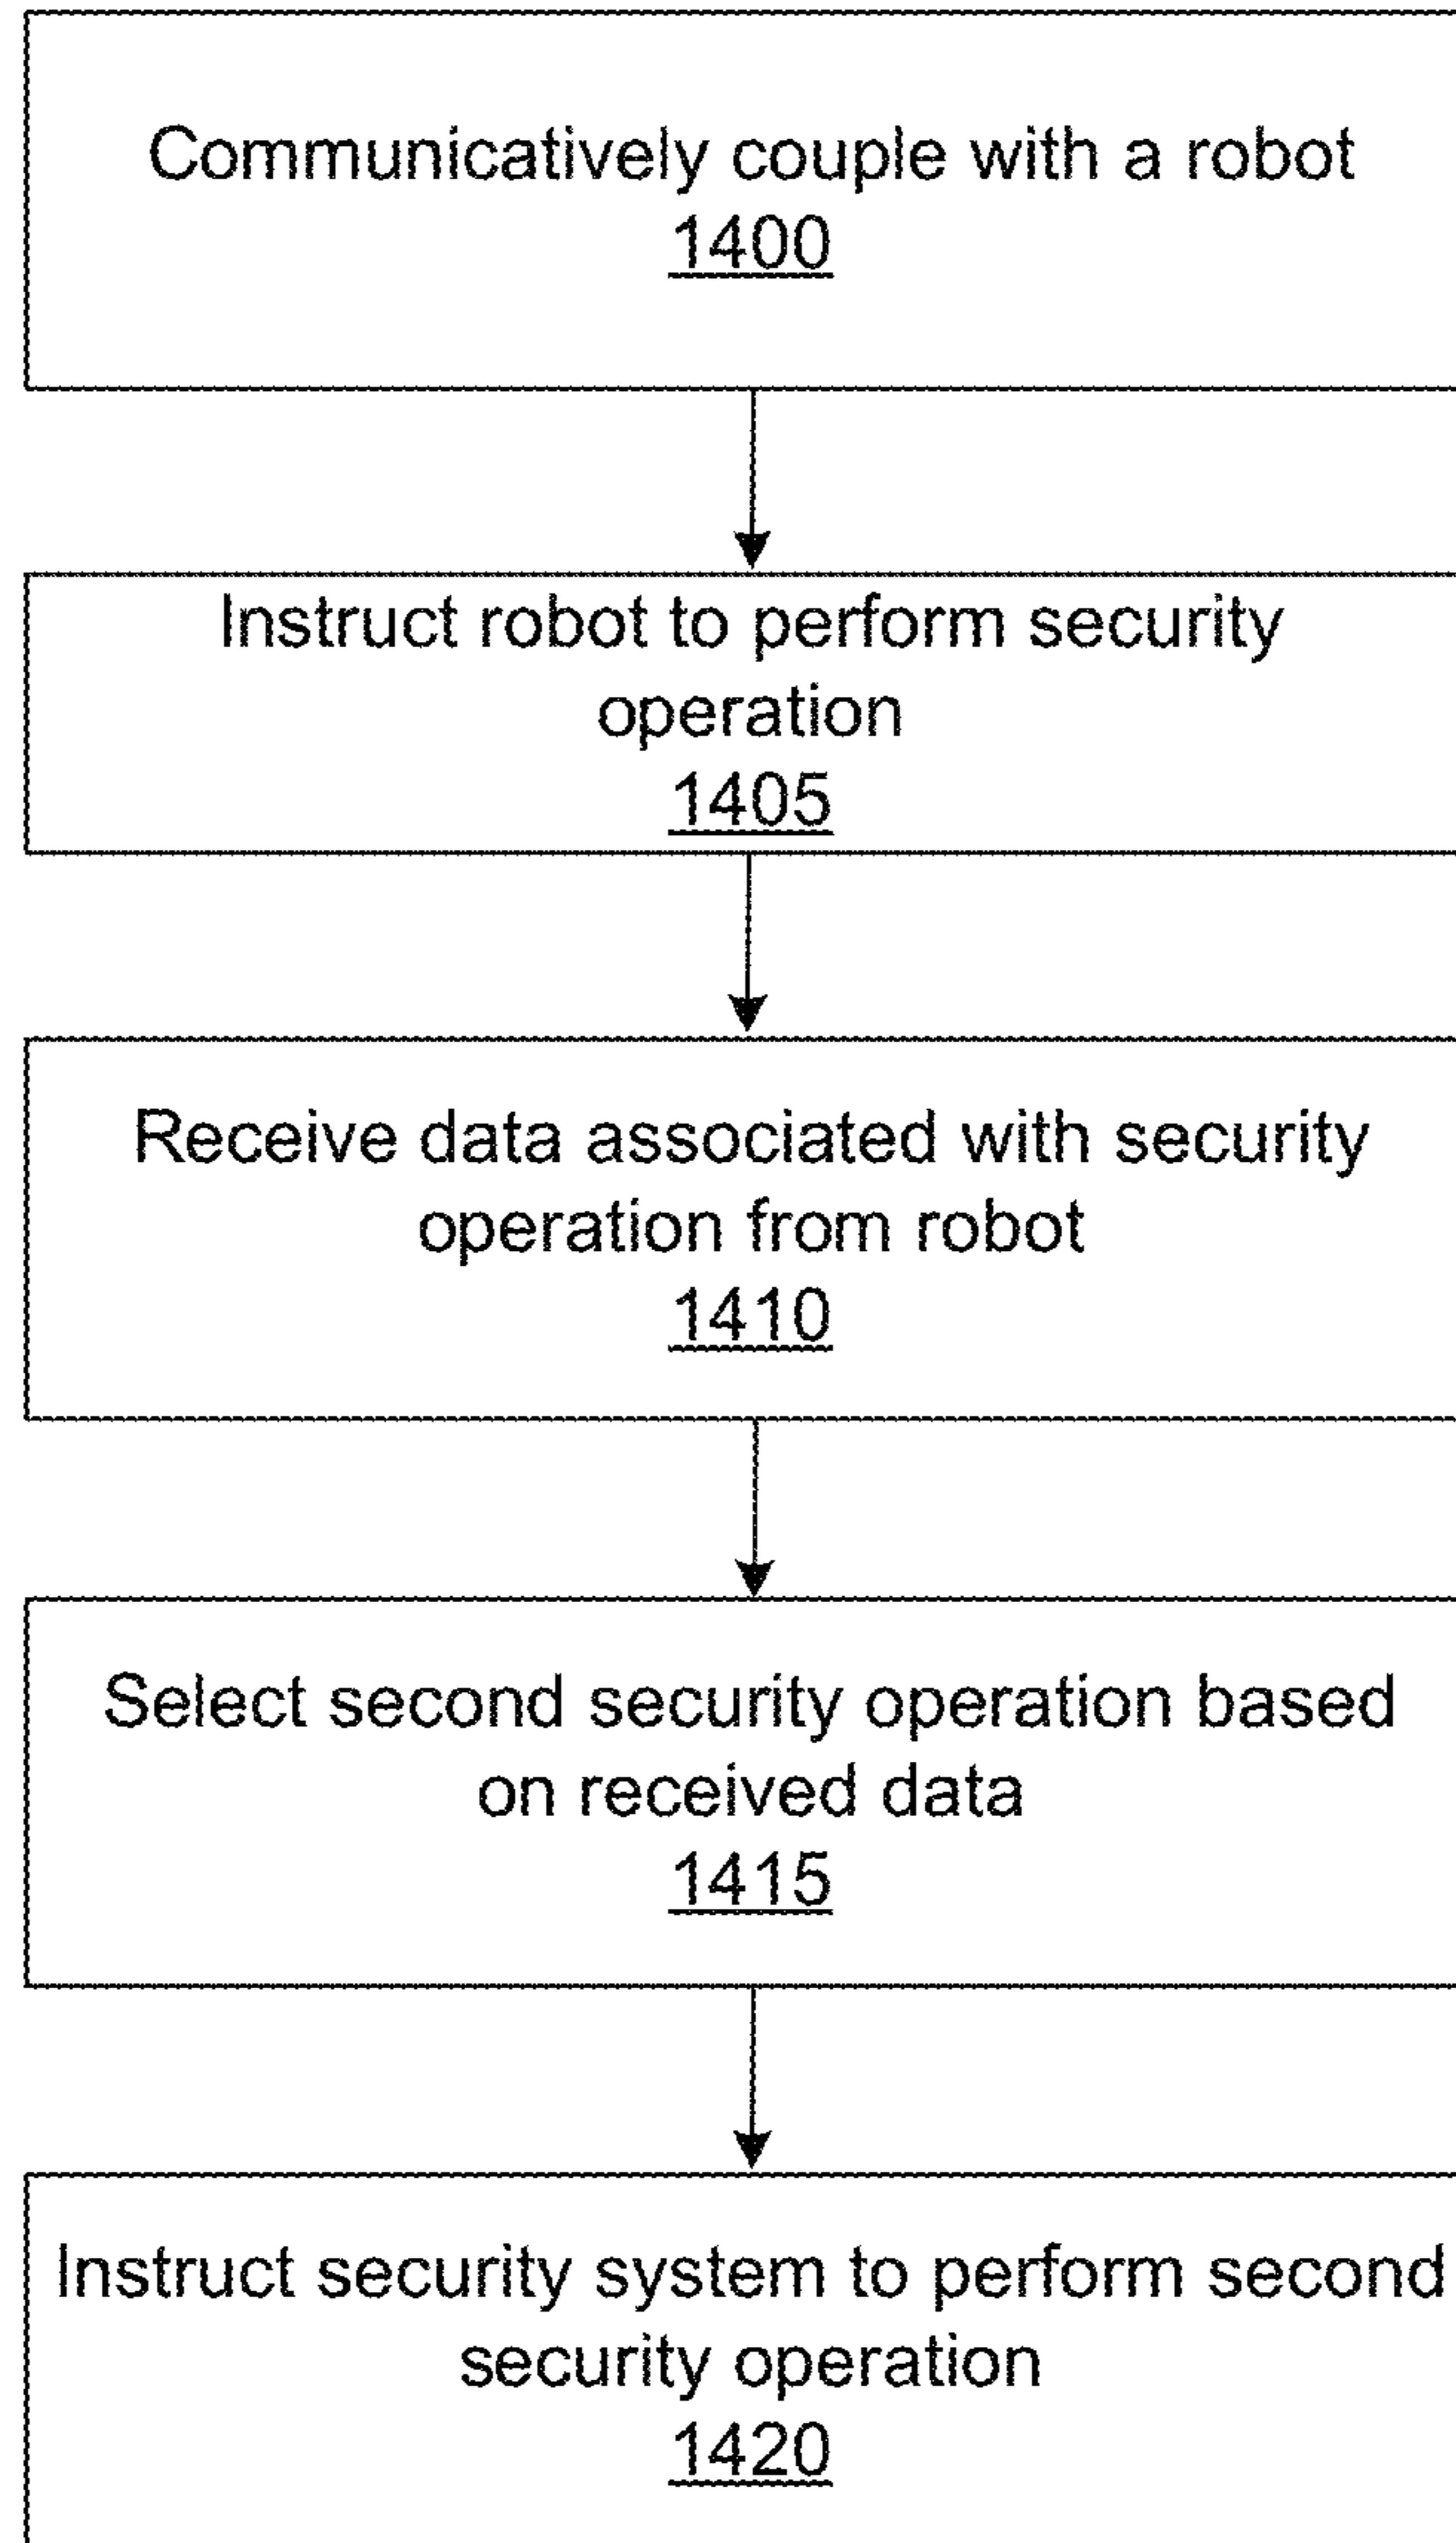 Communicatively couple with a robot
1400
Instruct robot to perform security
operation
1405
Receive data associated with security
operation from robot
1410
Select second security operation based
on received data
1415
Instruct security system to perform second
security operation
1420